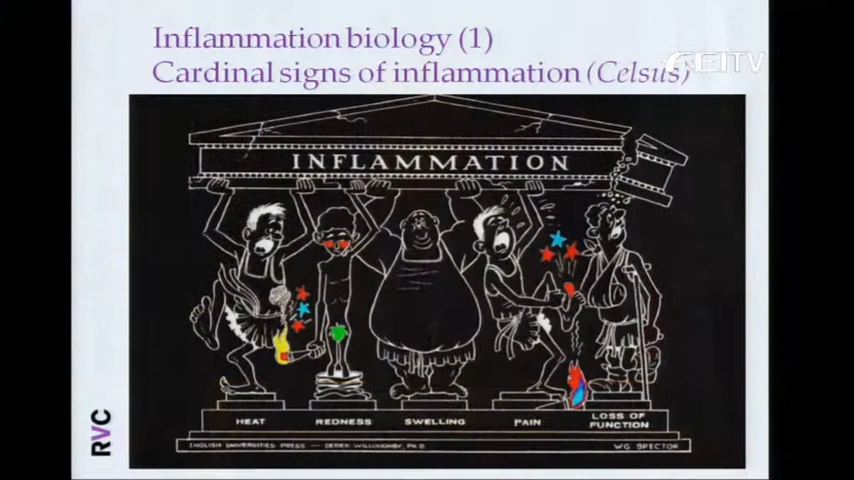 Inflammation biology (1)
Cardinal signs of inflammation (Celsus)
EITV
INFLAMMATION
HEAT
REDNESS
SWELLING
PAIN
LOSS OF
FUNCTION
ENGLISH UNIVERSITIES PRESS — DEREK WILLOUGHBY, PH.D
W.G SPECTOR
RVC